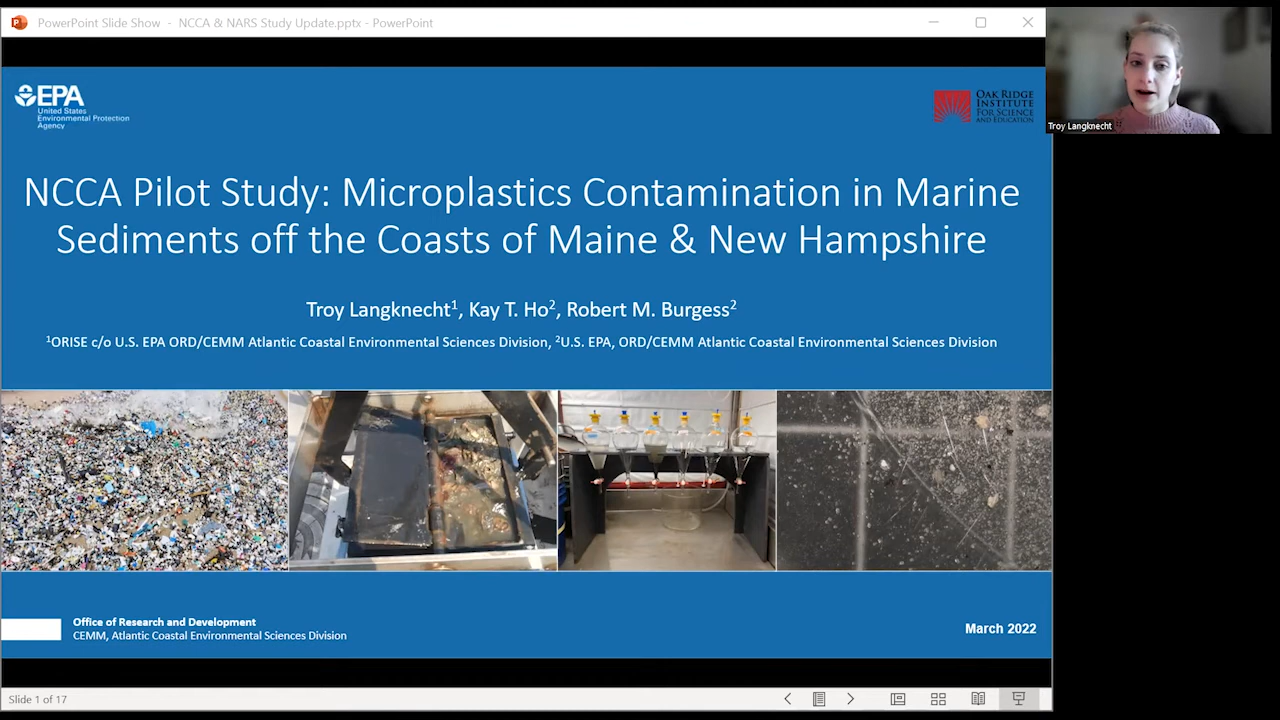 PowerPoint Slide Show - NCCA & NARS Study Update.pptx - PowerPoint
EPA
United States
Environmental Protection
Agency
OAK RIDGE
INSTITUTE
FOR SCIENCE
AND EDUCATION
Troy Langknecht
NCCA Pilot Study: Microplastics Contamination in Marine
Sediments off the Coasts of Maine & New Hampshire
Troy Langknecht¹, Kay T. Ho², Robert M. Burgess²
¹ORISE c/o U.S. EPA ORD/CEMM Atlantic Coastal Environmental Sciences Division, ²U.S. EPA, ORD/CEMM Atlantic Coastal Environmental Sciences Division
Office of Research and Development
CEMM, Atlantic Coastal Environmental Sciences Division
March 2022
Slide 1 of 17